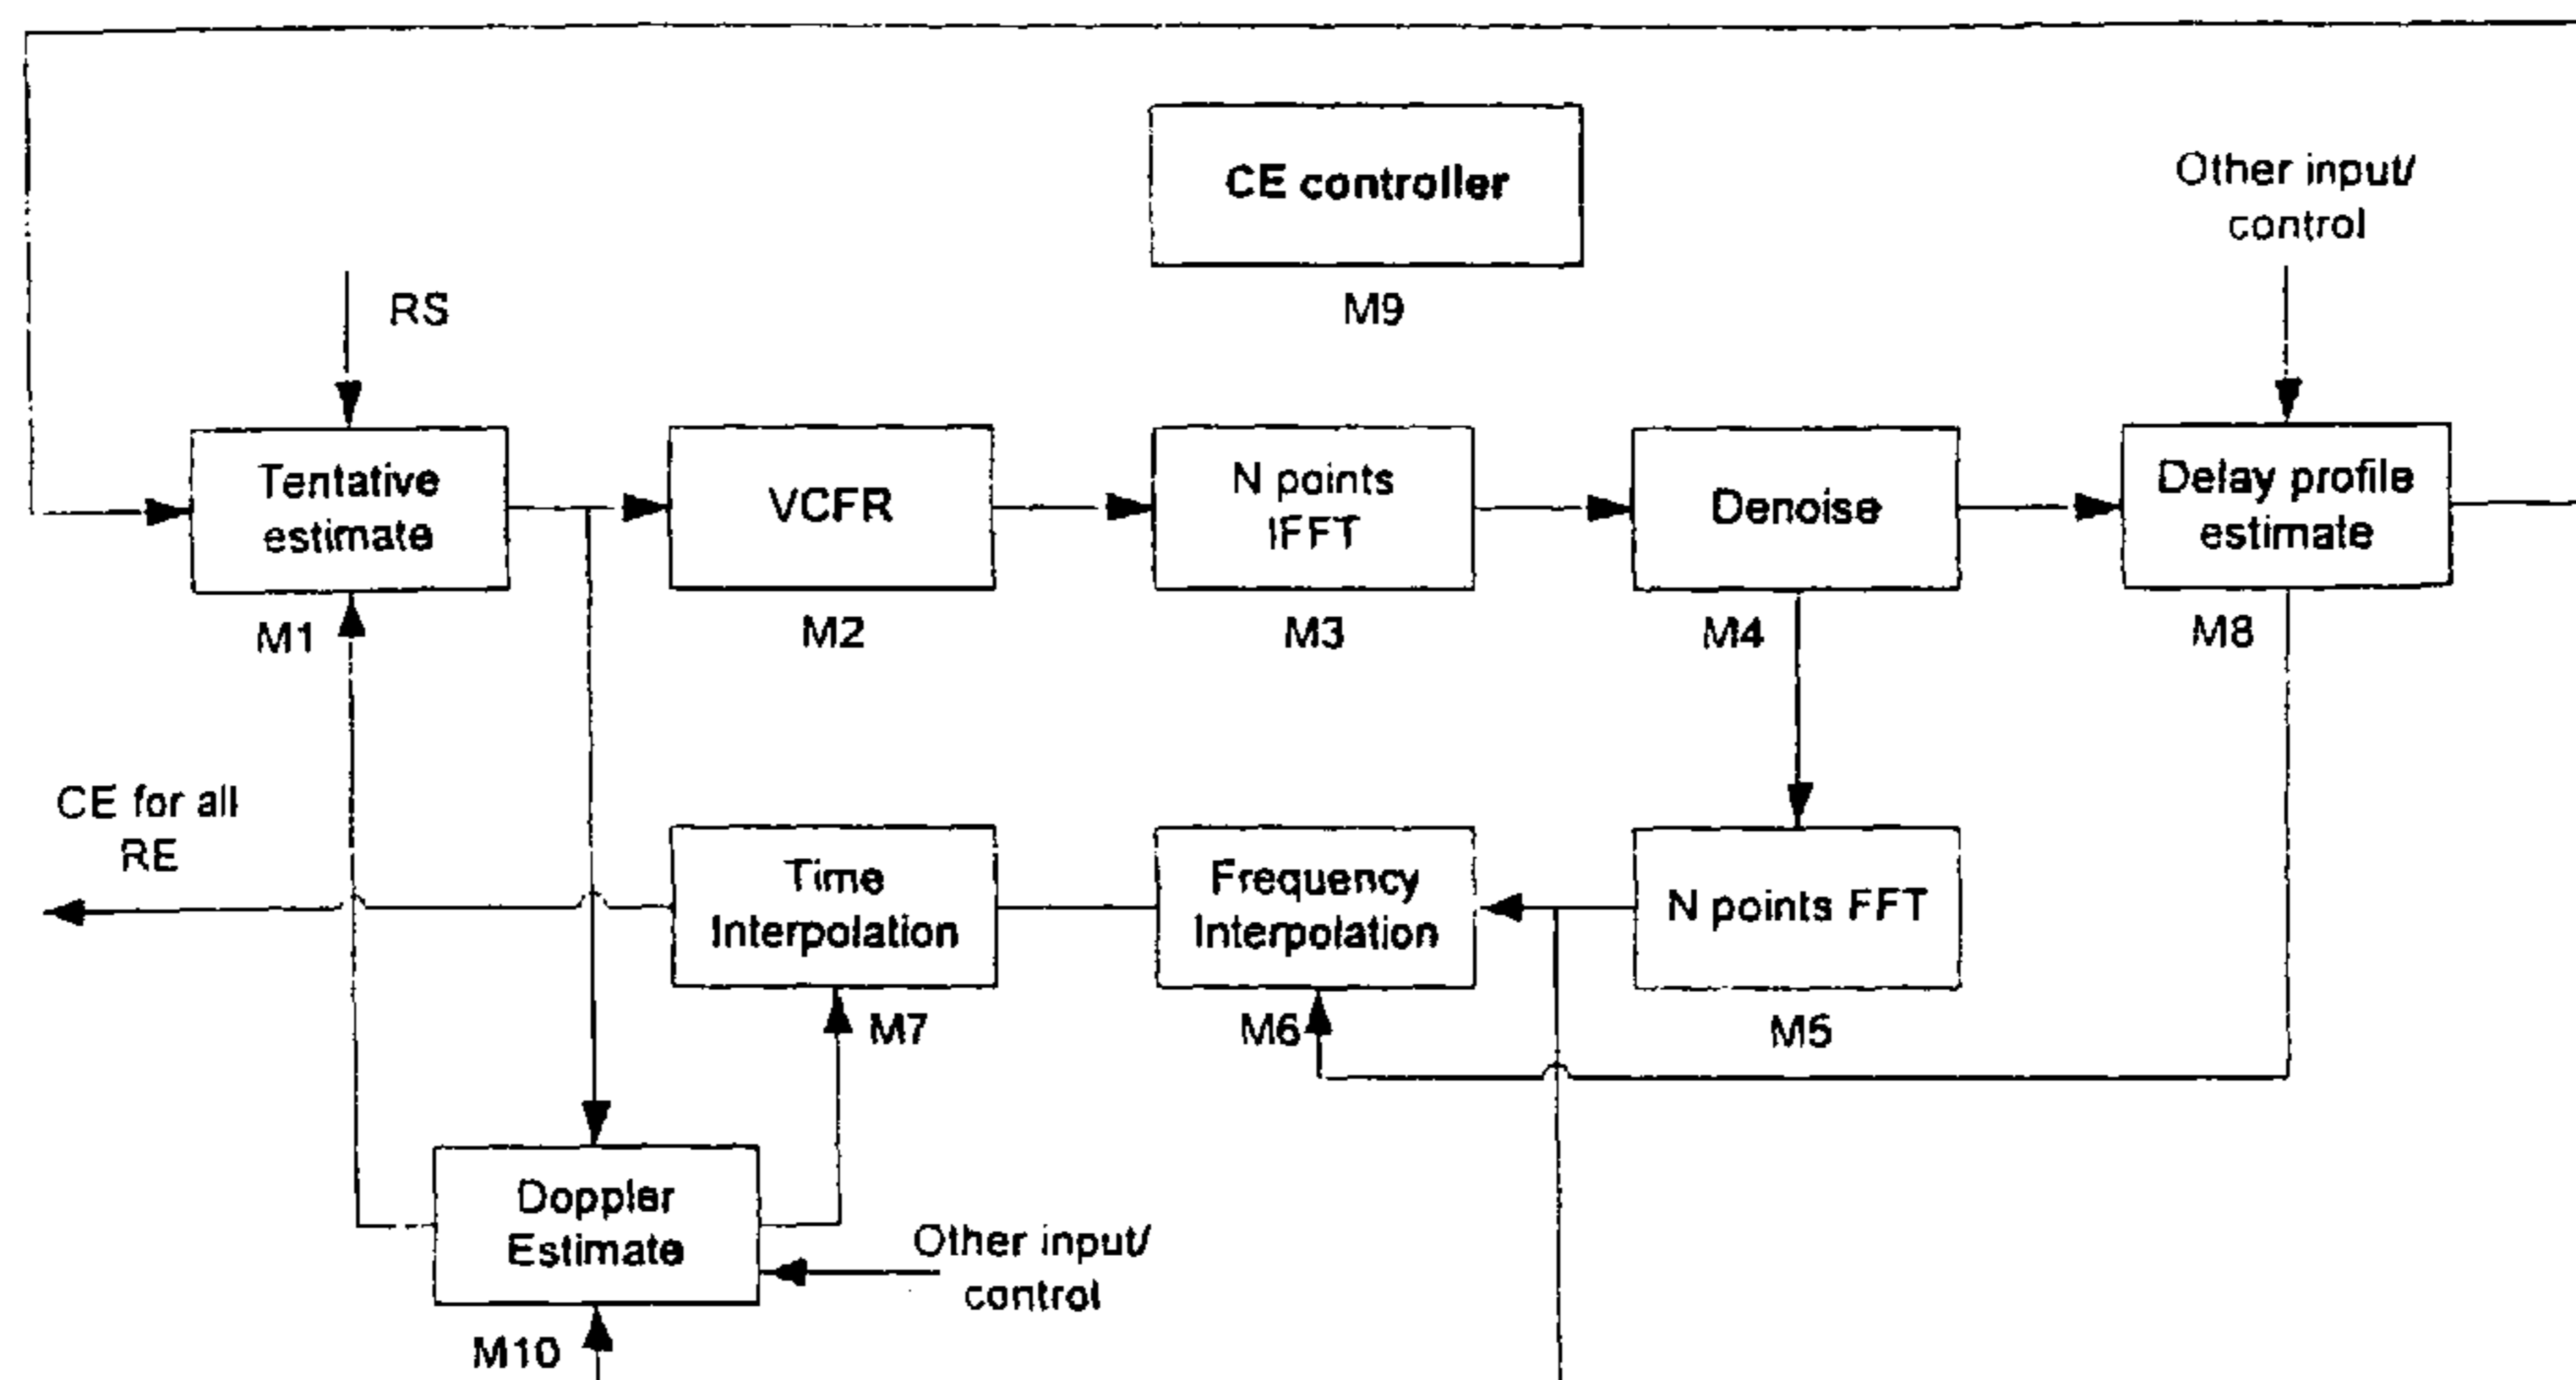 CE controller
M9
Other input/
control
RS
Tentative
estimate
M1
VCFR
M2
N points
IFFT
M3
Denoise
M4
Delay profile
estimate
M8
CE for all
RE
Time
Interpolation
M7
Frequency
Interpolation
M6
N points FFT
M5
Doppler
Estimate
M10
Other input/
control